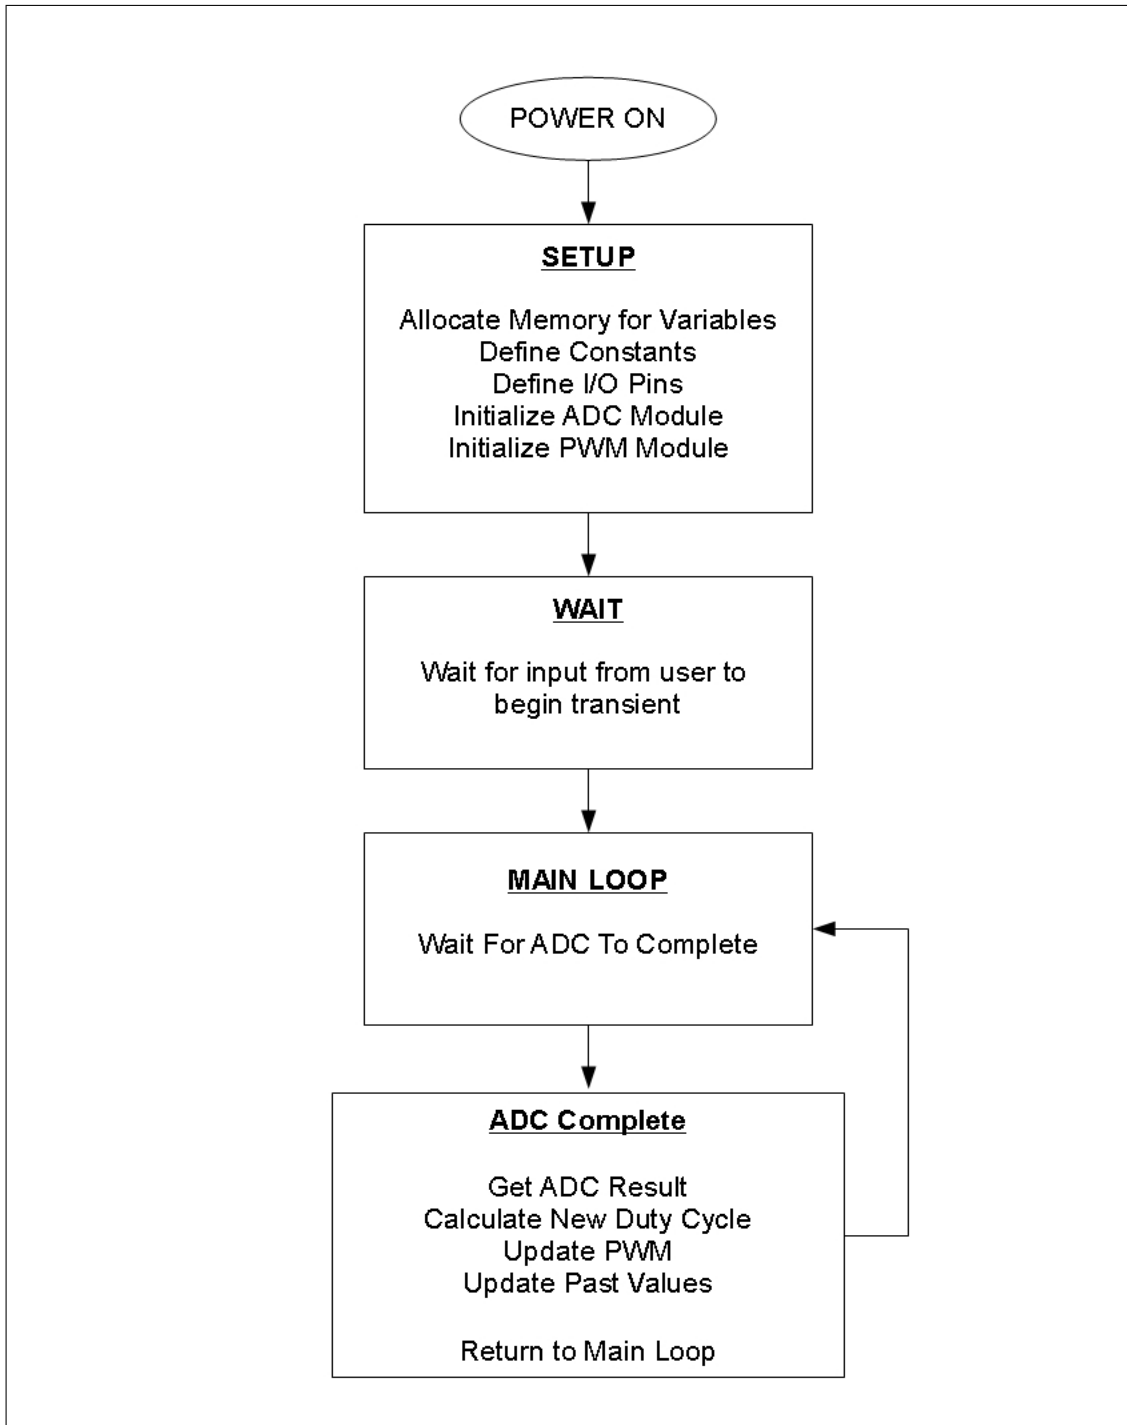 POWER ON
SETUP
Allocate Memory for Variables
Define Constants
Define I/O Pins
Initialize ADC Module
Initialize PWM Module
WAIT
Wait for input from user to
begin transient
MAIN LOOP
Wait For ADC To Complete
ADC Complete
Get ADC Result
Calculate New Duty Cycle
Update PWM
Update Past Values
Return to Main Loop